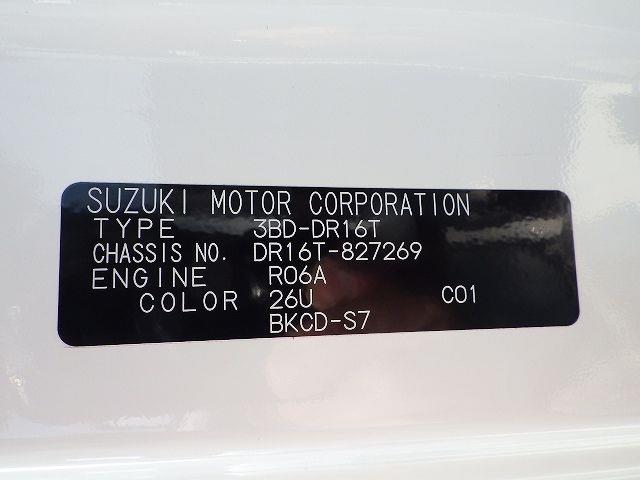 SUZUKI MOTOR CORPORATION
TYPE 3BD-DR16T
CHASSIS NO. DR16T-827269
ENGINE R06A
COLOR 26U C01
BKCD-S7